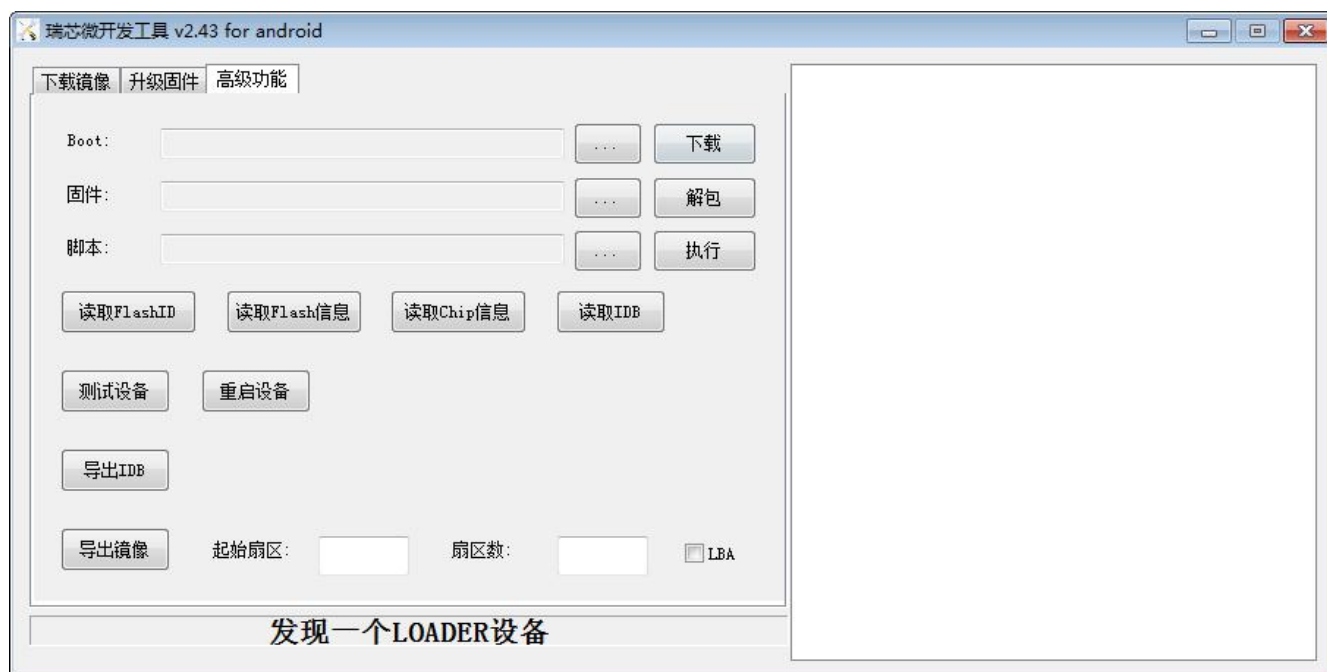 瑞芯微开发工具 v2.43 for android
下载镜像 升级固件 高级功能
Boot: ... 下载
固件: ... 解包
脚本: ... 执行
读取FlashID 读取Flash信息 读取Chip信息 读取IDB
测试设备 重启设备
导出IDB
导出镜像 起始扇区: 扇区数: LBA
发现一个LOADER设备